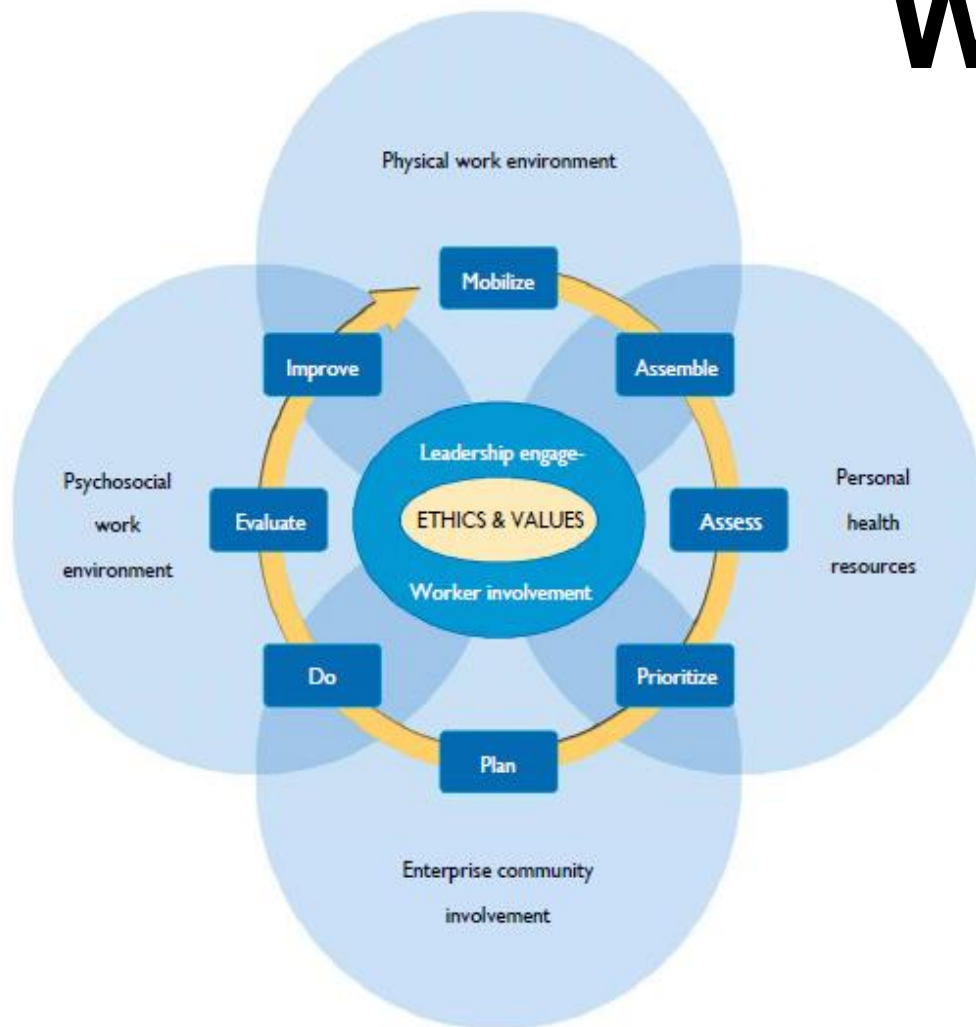 W
Physical work environment
Mobilize
Improve
Assemble
Leadership engage-
Psychosocial
work
environment
Evaluate
ETHICS & VALUES
Assess
Personal
health
resources
Worker involvement
Do
Prioritize
Plan
Enterprise community
involvement